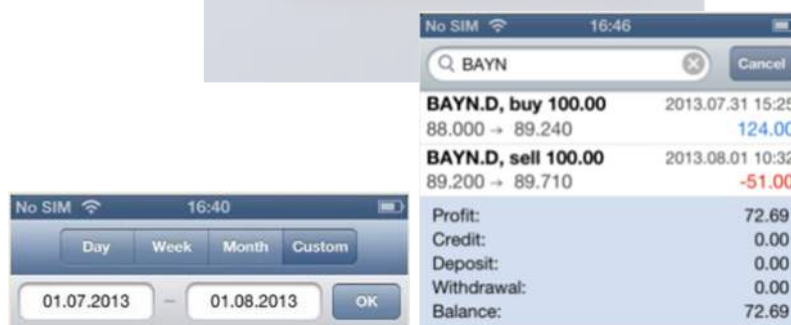 No SIM 16:46
BAYN Cancel
BAYN.D, buy 100.00 2013.07.31 15:25
88.000 → 89.240 124.00
BAYN.D, sell 100.00 2013.08.01 10:32
89.200 → 89.710 -51.00
Profit: 72.69
Credit: 0.00
Deposit: 0.00
Withdrawal: 0.00
Balance: 72.69
No SIM 16:40
Day Week Month Custom
01.07.2013 – 01.08.2013 OK